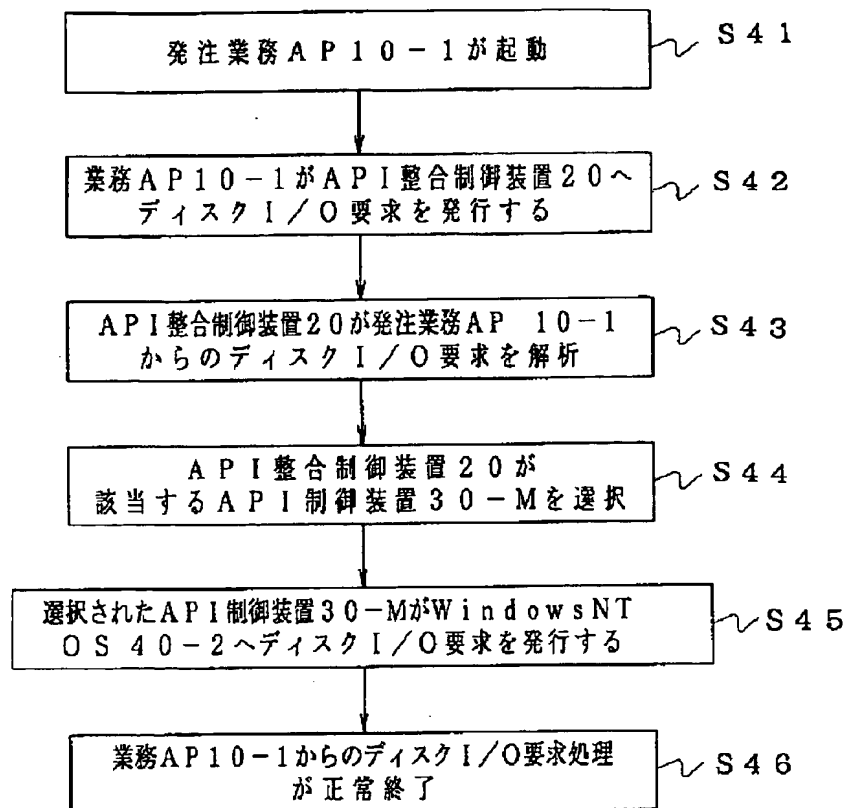 発注業務AP10-1が起動
S41
業務AP10-1がAPI整合制御装置20へ
ディスクI/O要求を発行する
S42
API整合制御装置20が発注業務AP 10-1
からのディスクI/O要求を解析
S43
API整合制御装置20が
該当するAPI制御装置30-Mを選択
S44
選択されたAPI制御装置30-MがWindowsNT
OS 40-2へディスクI/O要求を発行する
S45
業務AP10-1からのディスクI/O要求処理
が正常終了
S46